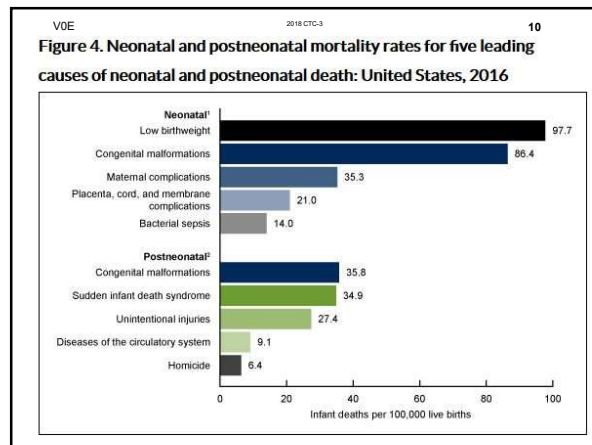 V0E
2018 CTC-3
10
Figure 4. Neonatal and postneonatal mortality rates for five leading
causes of neonatal and postneonatal death: United States, 2016
Neonatal¹
Low birthweight 97.7
Congenital malformations 86.4
Maternal complications 35.3
Placenta, cord, and membrane
complications 21.0
Bacterial sepsis 14.0
Postneonatal²
Congenital malformations 35.8
Sudden infant death syndrome 34.9
Unintentional injuries 27.4
Diseases of the circulatory system 9.1
Homicide 6.4
0 20 40 60 80 100
Infant deaths per 100,000 live births